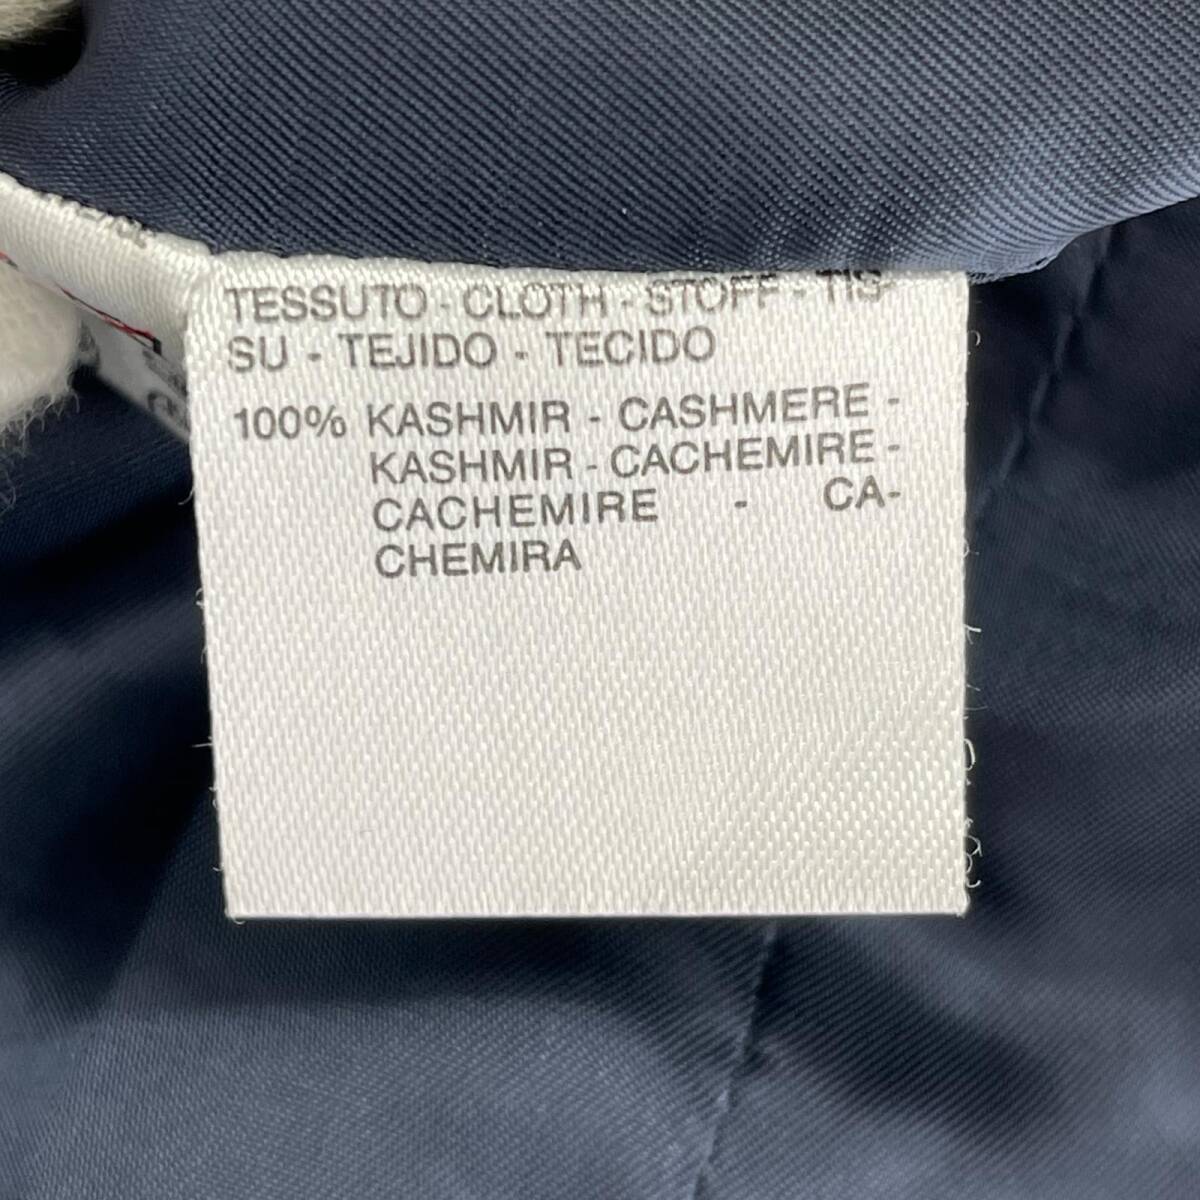 TESSUTO - CLOTH - STOFF - TIS-
SU - TEJIDO - TECIDO
100% KASHMIR - CASHMERE -
KASHMIR - CACHEMIRE -
CACHEMIRE - CA-
CHEMIRA